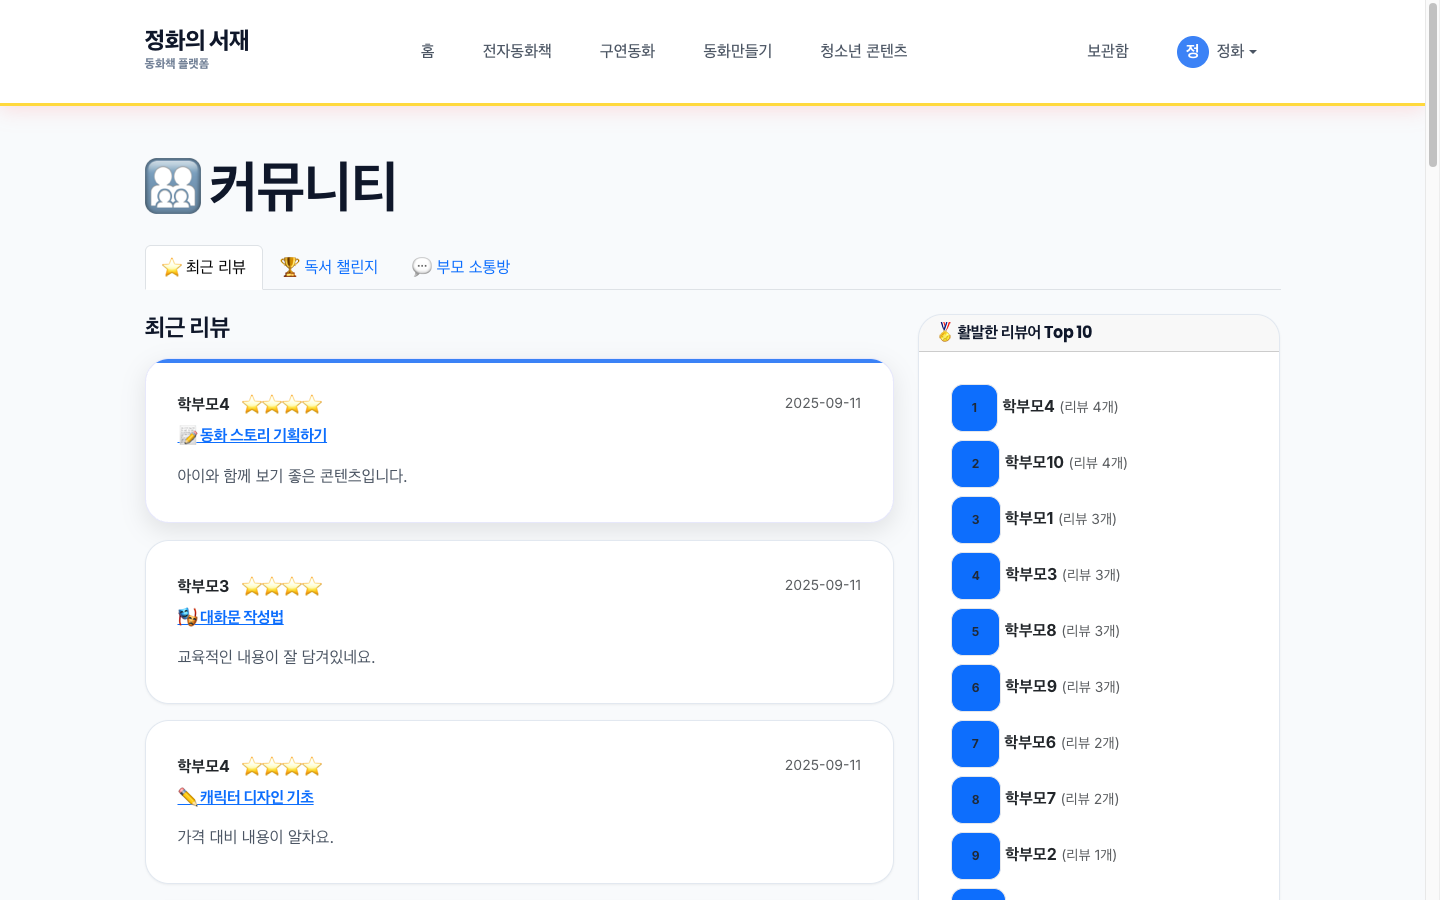 정화의 서재
동화책 플랫폼
홈
전자동화책
구연동화
동화만들기
청소년 콘텐츠
보관함
정
정화
커뮤니티
최근 리뷰
독서 챌린지
부모 소통방
최근 리뷰
학부모4
2025-09-11
동화 스토리 기획하기
아이와 함께 보기 좋은 콘텐츠입니다.
학부모3
2025-09-11
대화문 작성법
교육적인 내용이 잘 담겨있네요.
학부모4
2025-09-11
캐릭터 디자인 기초
가격 대비 내용이 알차요.
활발한 리뷰어 Top 10
1 학부모4 (리뷰 4개)
2 학부모10 (리뷰 4개)
3 학부모1 (리뷰 3개)
4 학부모3 (리뷰 3개)
5 학부모8 (리뷰 3개)
6 학부모9 (리뷰 3개)
7 학부모6 (리뷰 2개)
8 학부모7 (리뷰 2개)
9 학부모2 (리뷰 1개)